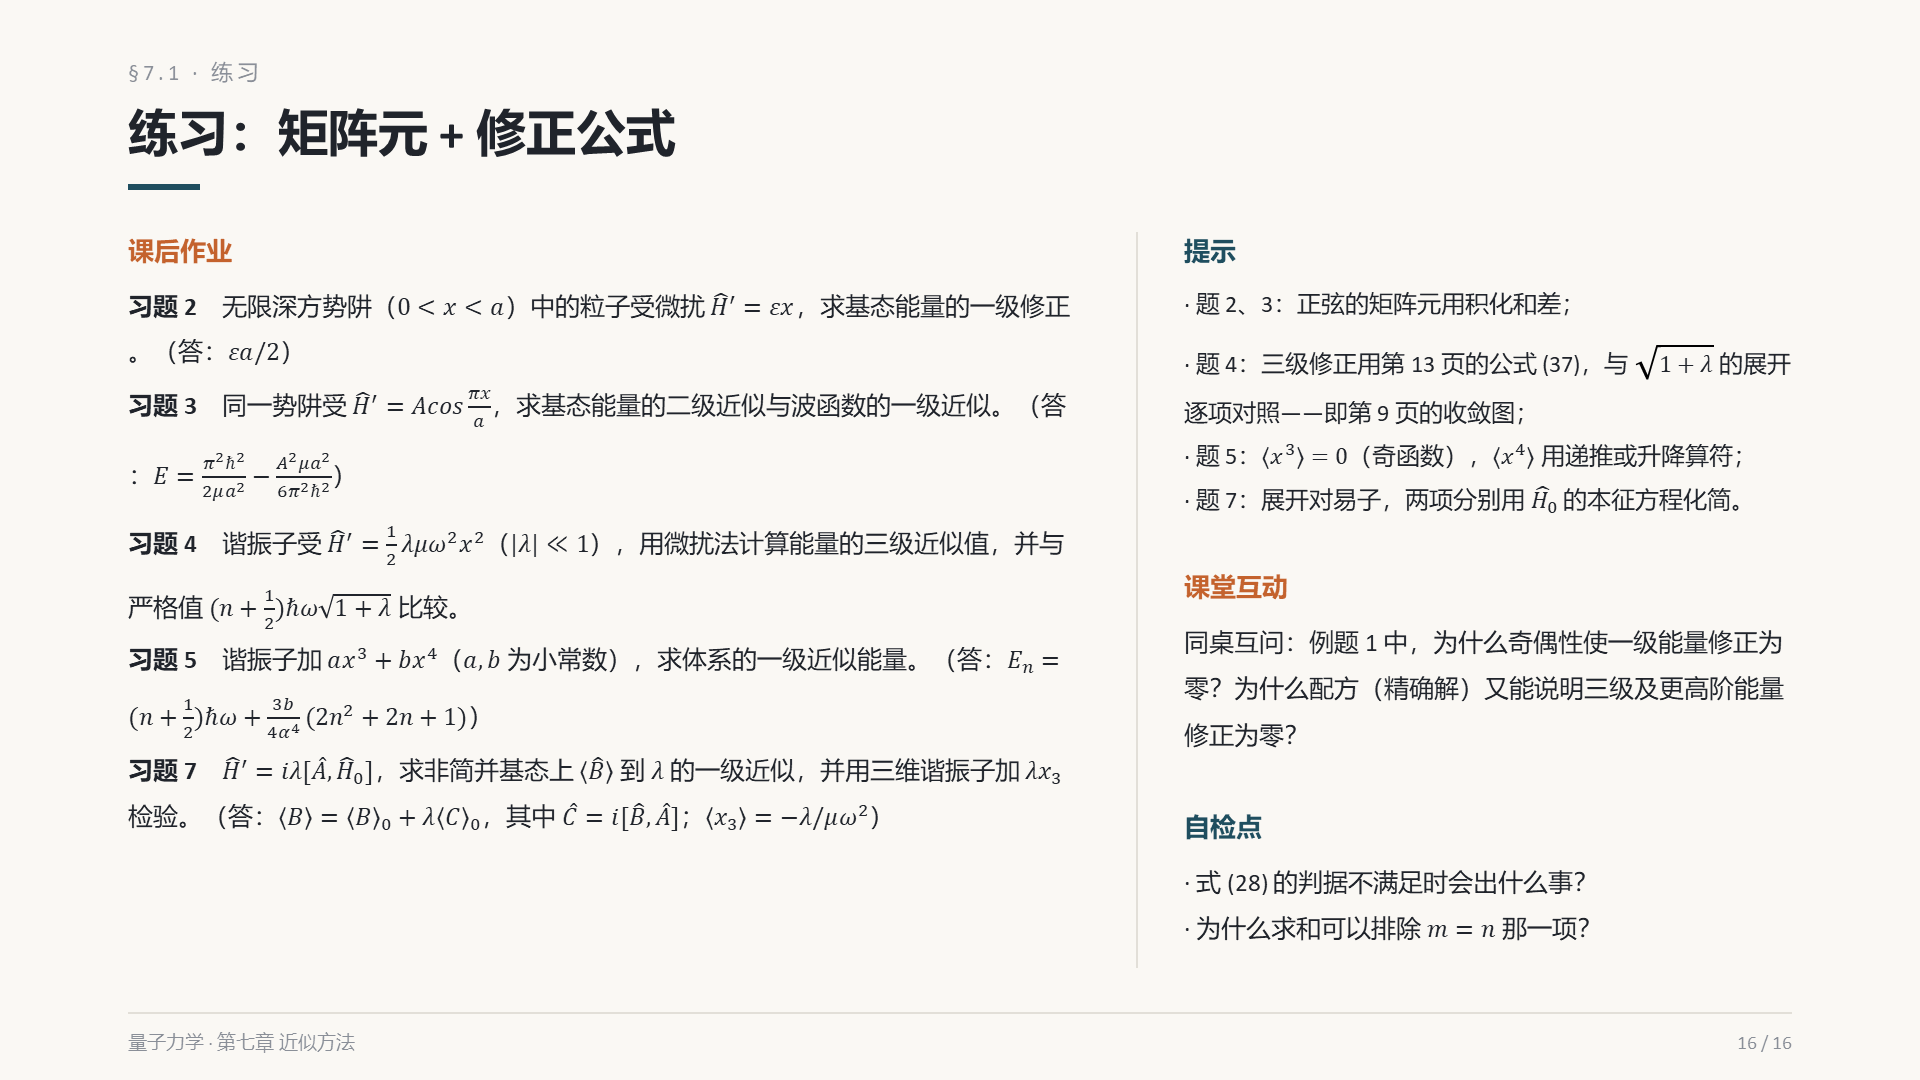 §7.1 · 练习
练习：矩阵元 + 修正公式
课后作业
习题 2　无限深方势阱（0 < x < a）中的粒子受微扰 Ĥ′ = εx，求基态能量的一级修正
。（答：εa/2）
习题 3　同一势阱受 Ĥ′ = Acos πx/a，求基态能量的二级近似与波函数的一级近似。（答
：E = π²ℏ²/2μa² − A²μa²/6π²ℏ²）
习题 4　谐振子受 Ĥ′ = 1/2 λμω²x²（|λ| ≪ 1），用微扰法计算能量的三级近似值，并与
严格值 (n + 1/2)ℏω√(1 + λ) 比较。
习题 5　谐振子加 ax³ + bx⁴（a, b 为小常数），求体系的一级近似能量。（答：Eₙ =
(n + 1/2)ℏω + 3b/4α⁴ (2n² + 2n + 1)）
习题 7　Ĥ′ = iλ[Â, Ĥ₀]，求非简并基态上 ⟨B̂⟩ 到 λ 的一级近似，并用三维谐振子加 λx₃
检验。（答：⟨B⟩ = ⟨B⟩₀ + λ⟨C⟩₀，其中 Ĉ = i[B̂, Â]；⟨x₃⟩ = −λ/μω²）
提示
· 题 2、3：正弦的矩阵元用积化和差；
· 题 4：三级修正用第 13 页的公式 (37)，与 √(1 + λ) 的展开
逐项对照——即第 9 页的收敛图；
· 题 5：⟨x³⟩ = 0（奇函数），⟨x⁴⟩ 用递推或升降算符；
· 题 7：展开对易子，两项分别用 Ĥ₀ 的本征方程化简。
课堂互动
同桌互问：例题 1 中，为什么奇偶性使一级能量修正为
零？为什么配方（精确解）又能说明三级及更高阶能量
修正为零？
自检点
· 式 (28) 的判据不满足时会出什么事？
· 为什么求和可以排除 m = n 那一项？
量子力学 · 第七章 近似方法
16 / 16